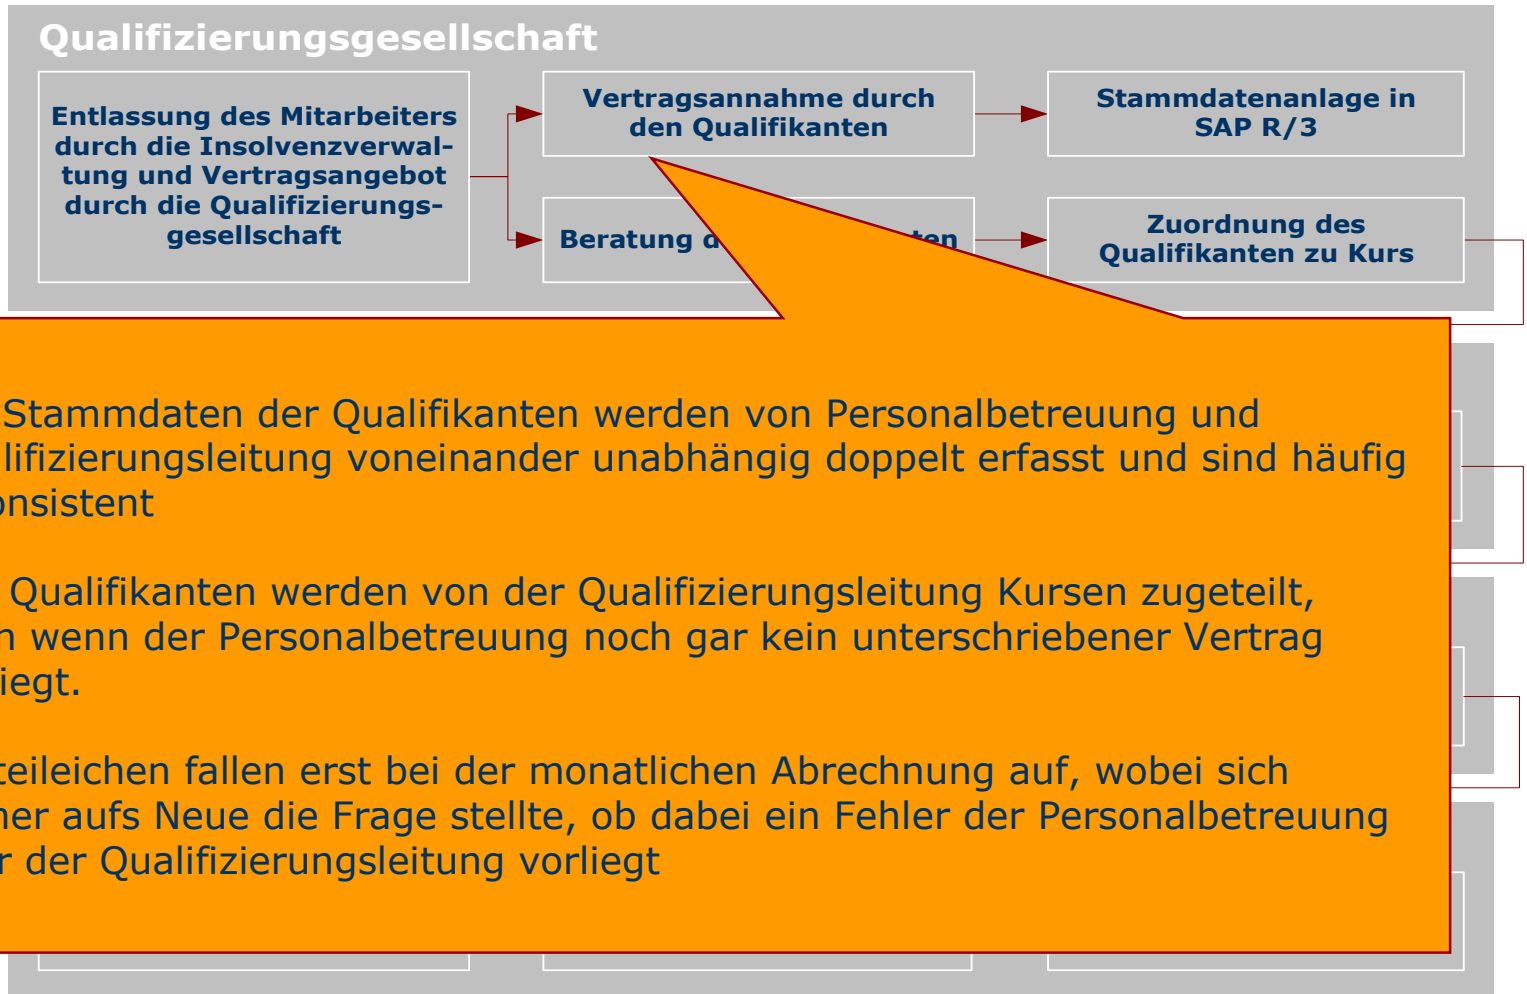 Qualifizierungsgesellschaft
Entlassung des Mitarbeiters
durch die Insolvenzverwal-
tung und Vertragsangebot
durch die Qualifizierungs-
gesellschaft
Vertragsannahme durch
den Qualifikanten
Stammdatenanlage in
SAP R/3
Beratung
Zuordnung des
Qualifikanten zu Kurs
Stammdaten der Qualifikanten werden von Personalbetreuung und
lifizierungsleitung voneinander unabhängig doppelt erfasst und sind häufig
onsistent
Qualifikanten werden von der Qualifizierungsleitung Kursen zugeteilt,
h wenn der Personalbetreuung noch gar kein unterschriebener Vertrag
iegt.
teileichen fallen erst bei der monatlichen Abrechnung auf, wobei sich
ner aufs Neue die Frage stellte, ob dabei ein Fehler der Personalbetreuung
r der Qualifizierungsleitung vorliegt